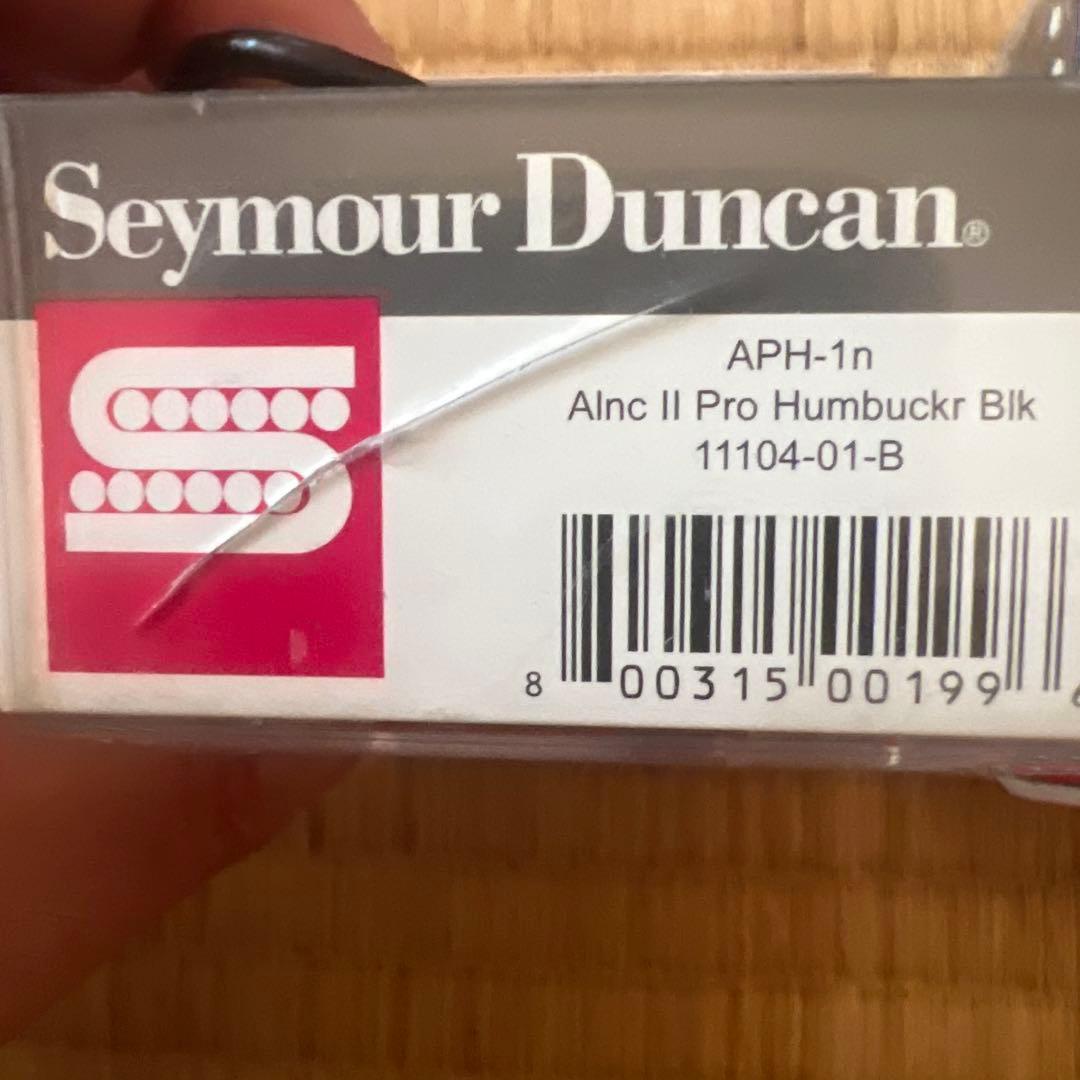 Seymour Duncan®
APH-1n
Alnc II Pro Humbuckr Blk
11104-01-B
8 00315 00199